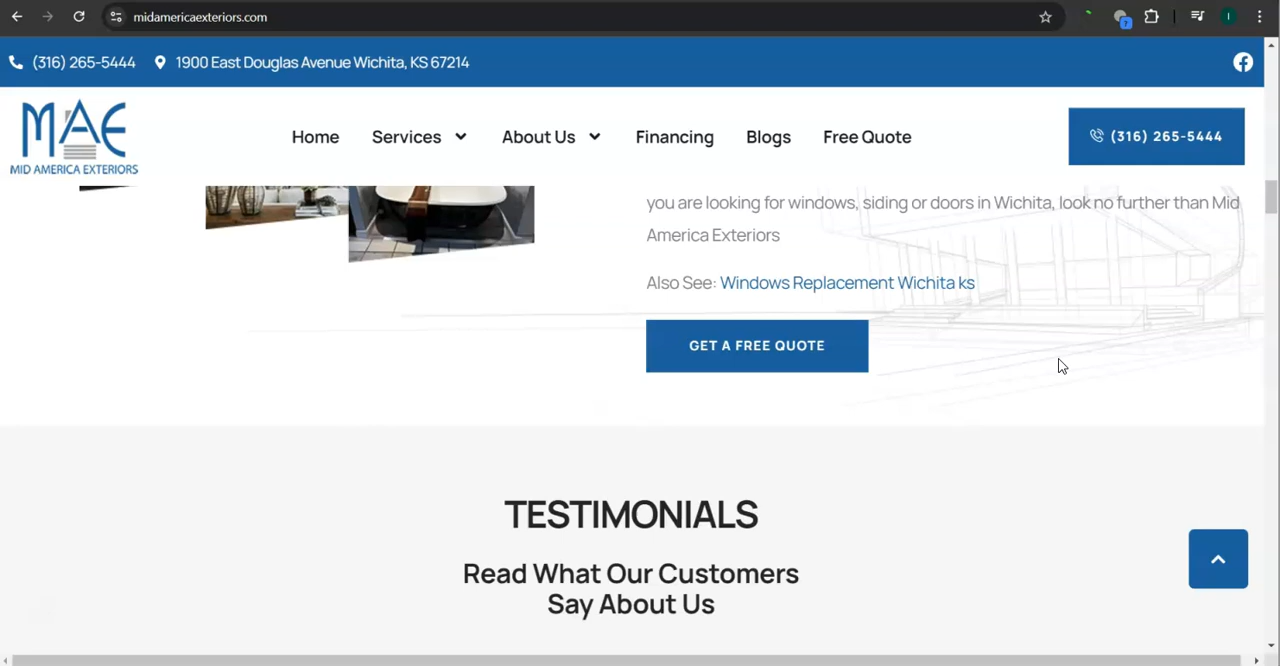 midamericaexteriors.com
7
I
(316) 265-5444
1900 East Douglas Avenue Wichita, KS 67214
MAE
MID AMERICA EXTERIORS
Home
Services
About Us
Financing
Blogs
Free Quote
(316) 265-5444
you are looking for windows, siding or doors in Wichita, look no further than Mid
America Exteriors
Also See: Windows Replacement Wichita ks
GET A FREE QUOTE
TESTIMONIALS
Read What Our Customers
Say About Us